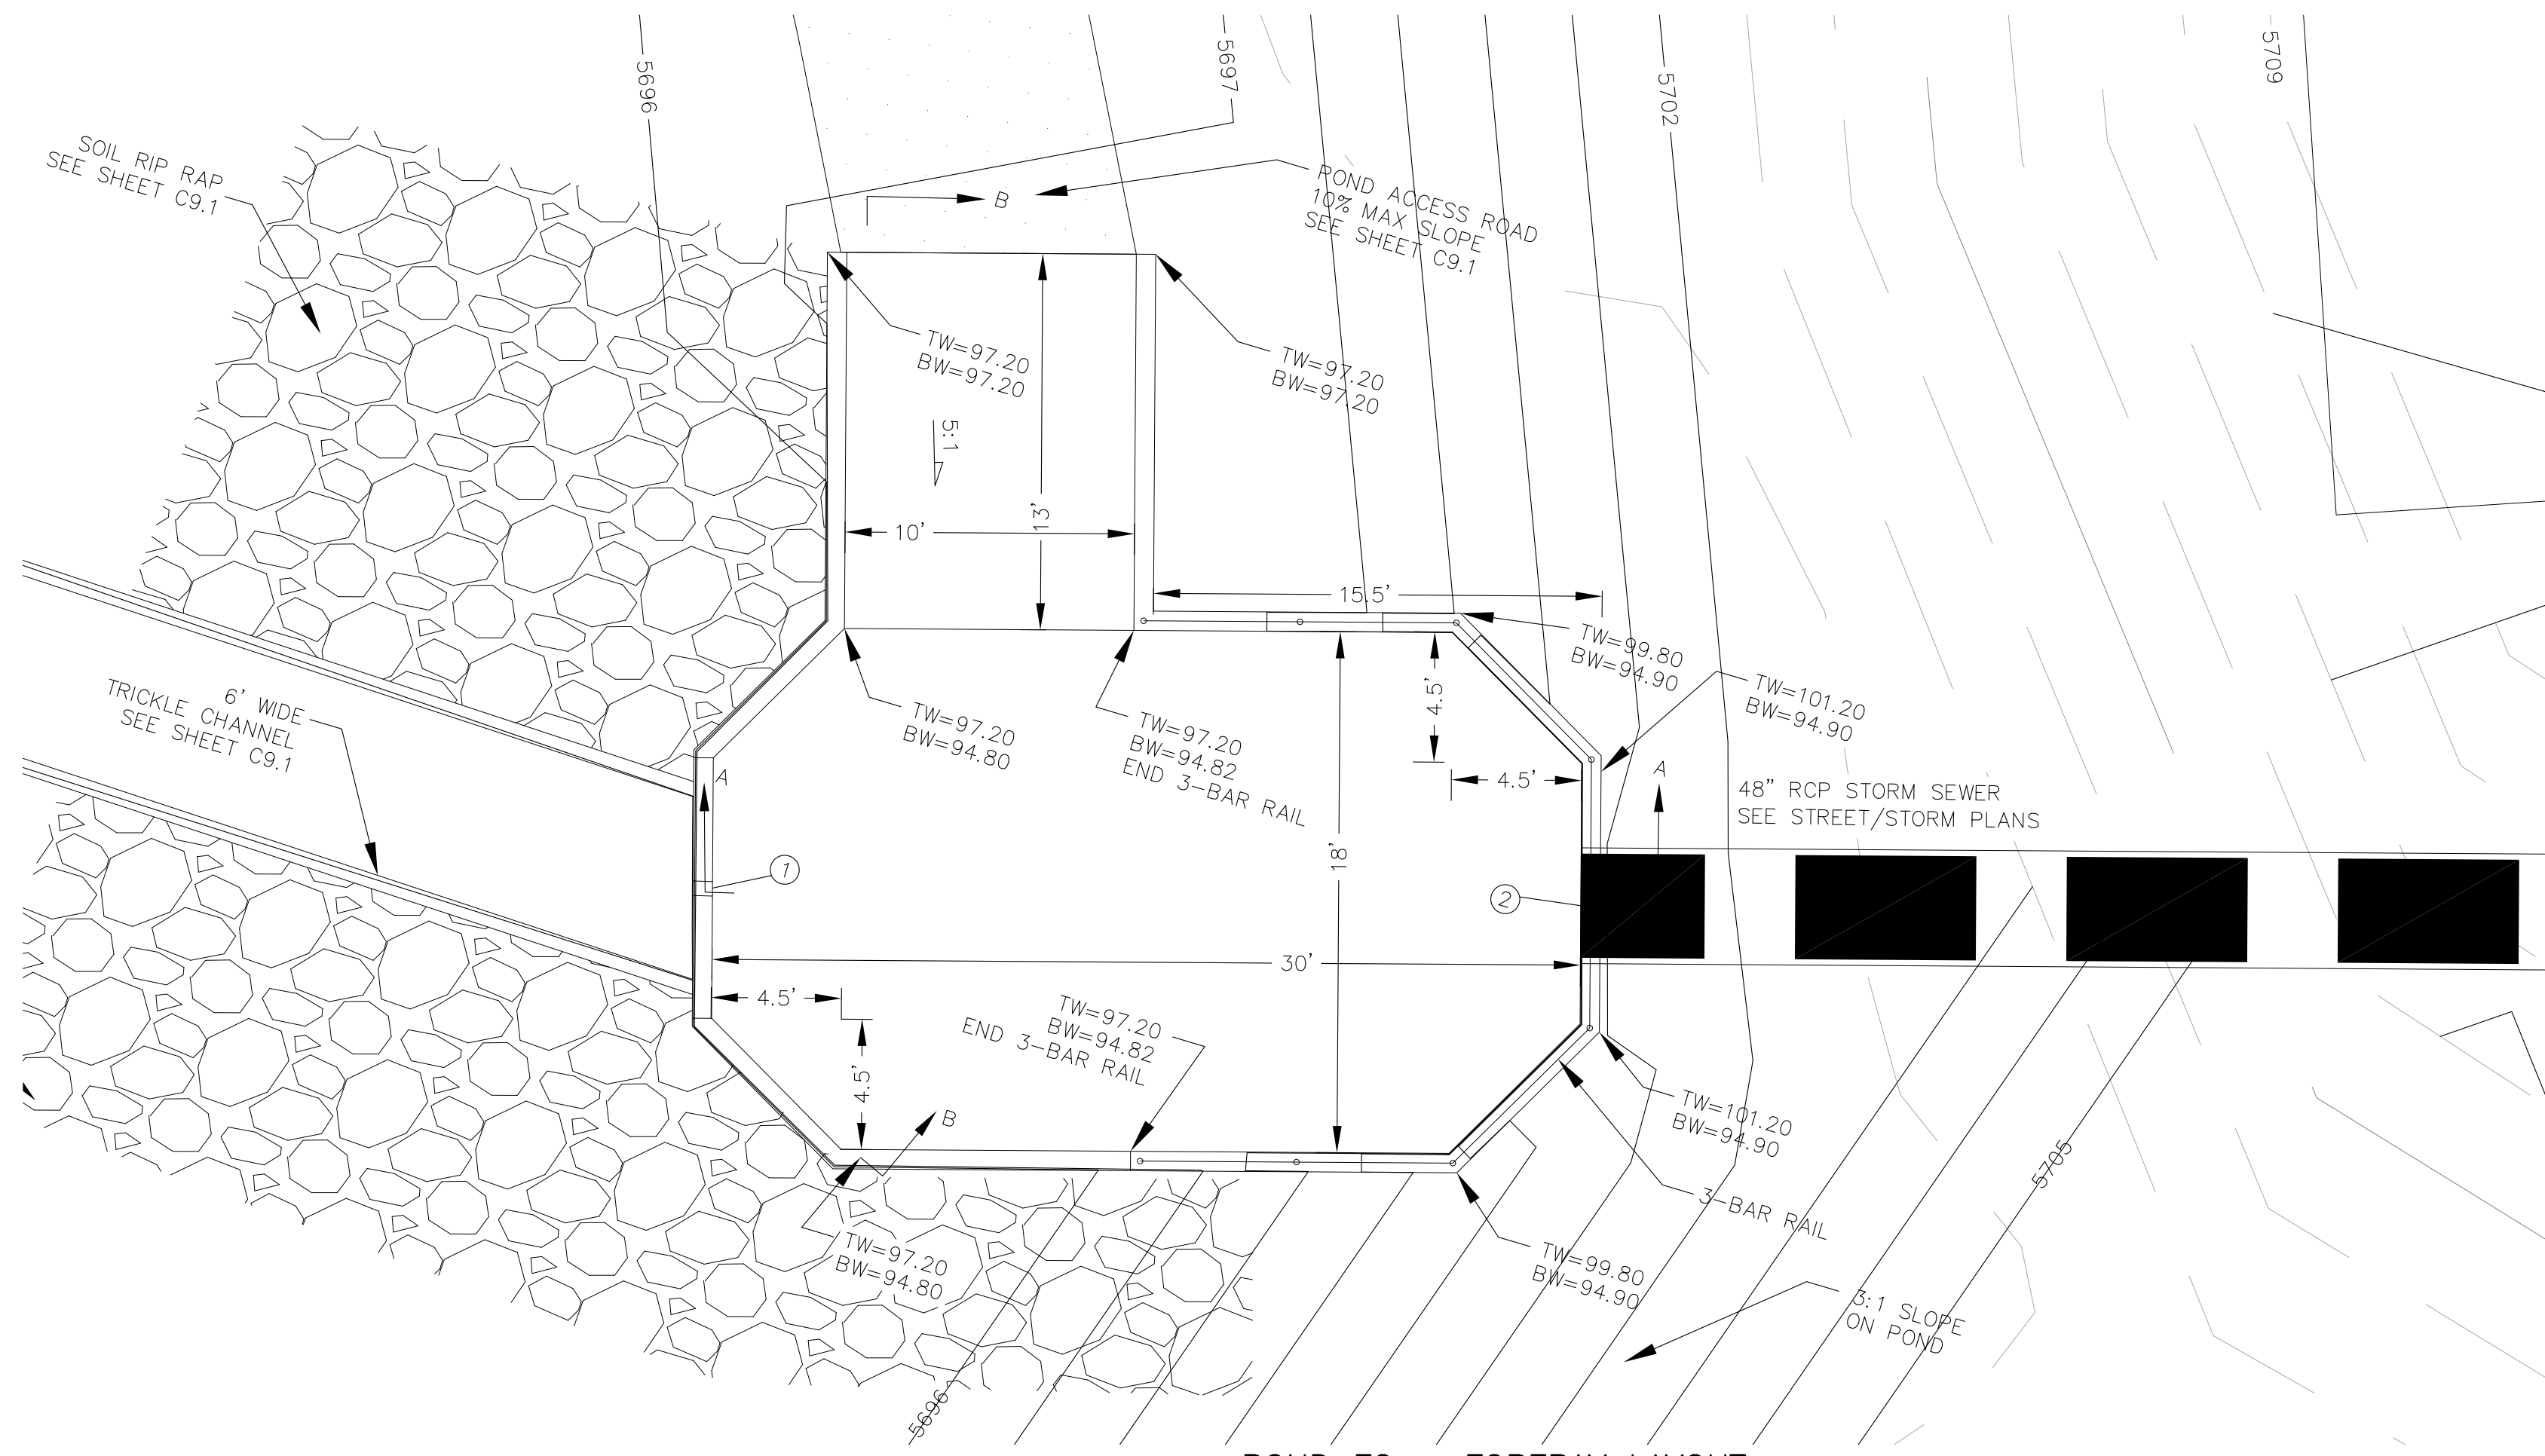 5696
5697
5702
5709
SOIL RIP RAP
SEE SHEET C9.1
B
POND ACCESS ROAD
10% MAX SLOPE
SEE SHEET C9.1
TW=97.20
BW=97.20
TW=97.20
BW=97.20
5:1
13'
10'
15.5'
TW=99.80
BW=94.90
6' WIDE
TRICKLE CHANNEL
SEE SHEET C9.1
TW=97.20
BW=94.80
TW=97.20
BW=94.82
END 3-BAR RAIL
4.5'
4.5'
TW=101.20
BW=94.90
A
A
48" RCP STORM SEWER
SEE STREET/STORM PLANS
1
18'
2
30'
4.5'
4.5'
TW=97.20
BW=94.82
END 3-BAR RAIL
B
TW=101.20
BW=94.90
5705
3-BAR RAIL
TW=97.20
BW=94.80
TW=99.80
BW=94.90
3:1 SLOPE
ON POND
5696